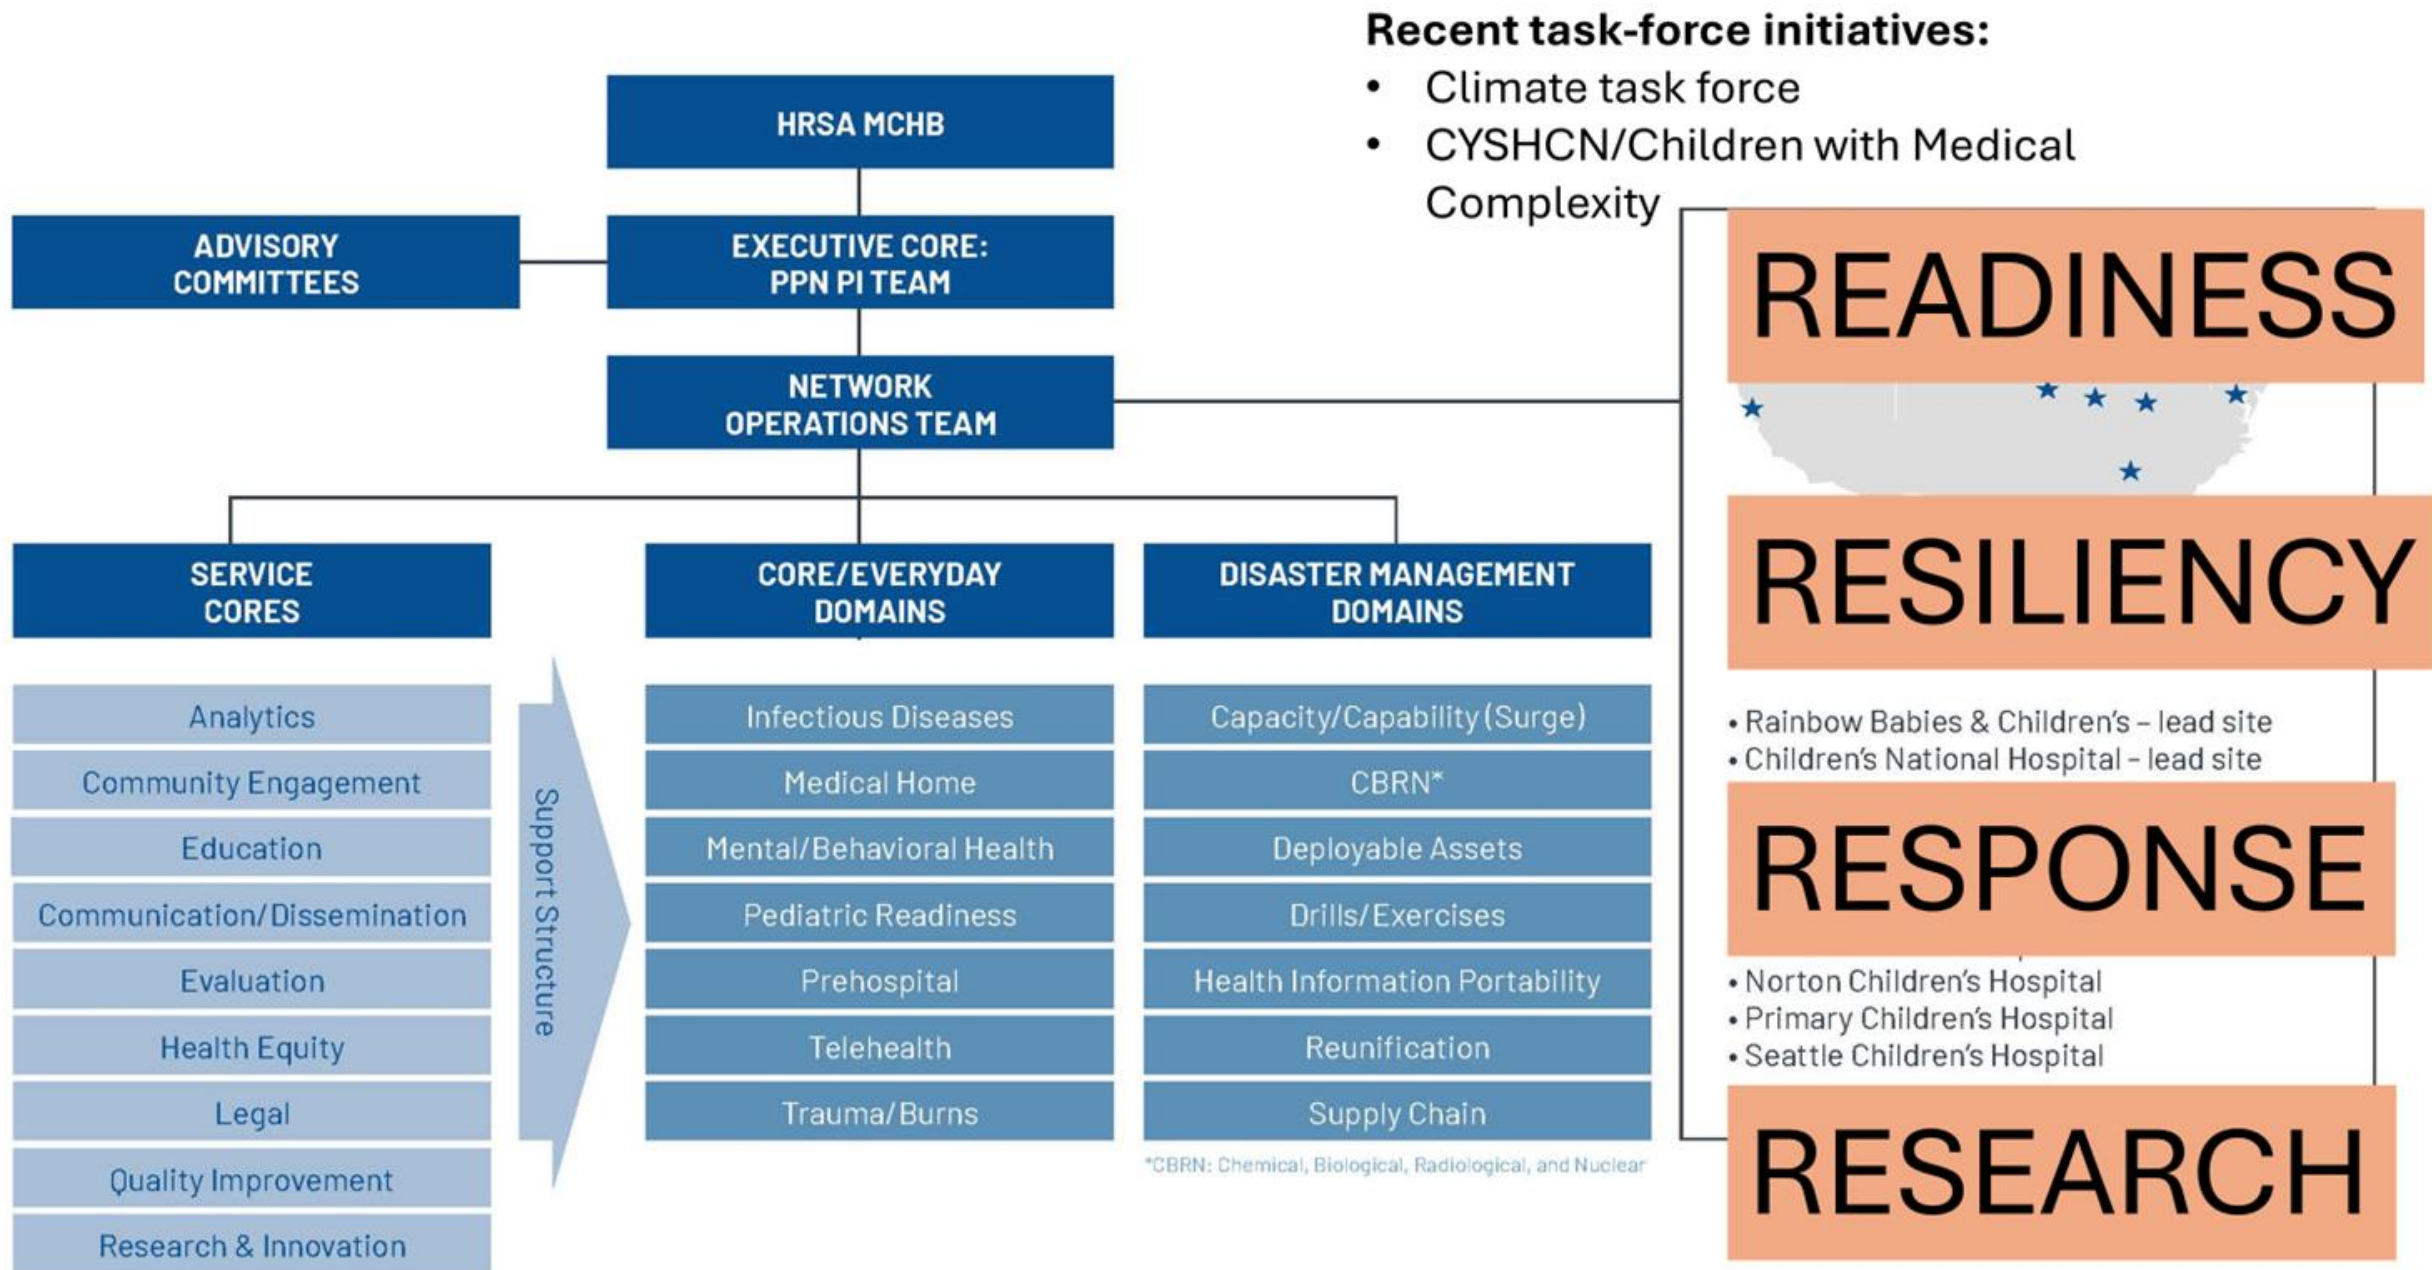 Recent task-force initiatives:
• Climate task force
• CYSHCN/Children with Medical
Complexity
HRSA MCHB
ADVISORY
COMMITTEES
EXECUTIVE CORE:
PPN PI TEAM
NETWORK
OPERATIONS TEAM
SERVICE
CORES
Analytics
Community Engagement
Education
Communication/Dissemination
Evaluation
Health Equity
Legal
Quality Improvement
Research & Innovation
Support Structure
CORE/EVERYDAY
DOMAINS
Infectious Diseases
Medical Home
Mental/Behavioral Health
Pediatric Readiness
Prehospital
Telehealth
Trauma/Burns
DISASTER MANAGEMENT
DOMAINS
Capacity/Capability (Surge)
CBRN*
Deployable Assets
Drills/Exercises
Health Information Portability
Reunification
Supply Chain
*CBRN: Chemical, Biological, Radiological, and Nuclear
READINESS
RESILIENCY
• Rainbow Babies & Children's – lead site
• Children's National Hospital – lead site
RESPONSE
• Norton Children's Hospital
• Primary Children's Hospital
• Seattle Children's Hospital
RESEARCH